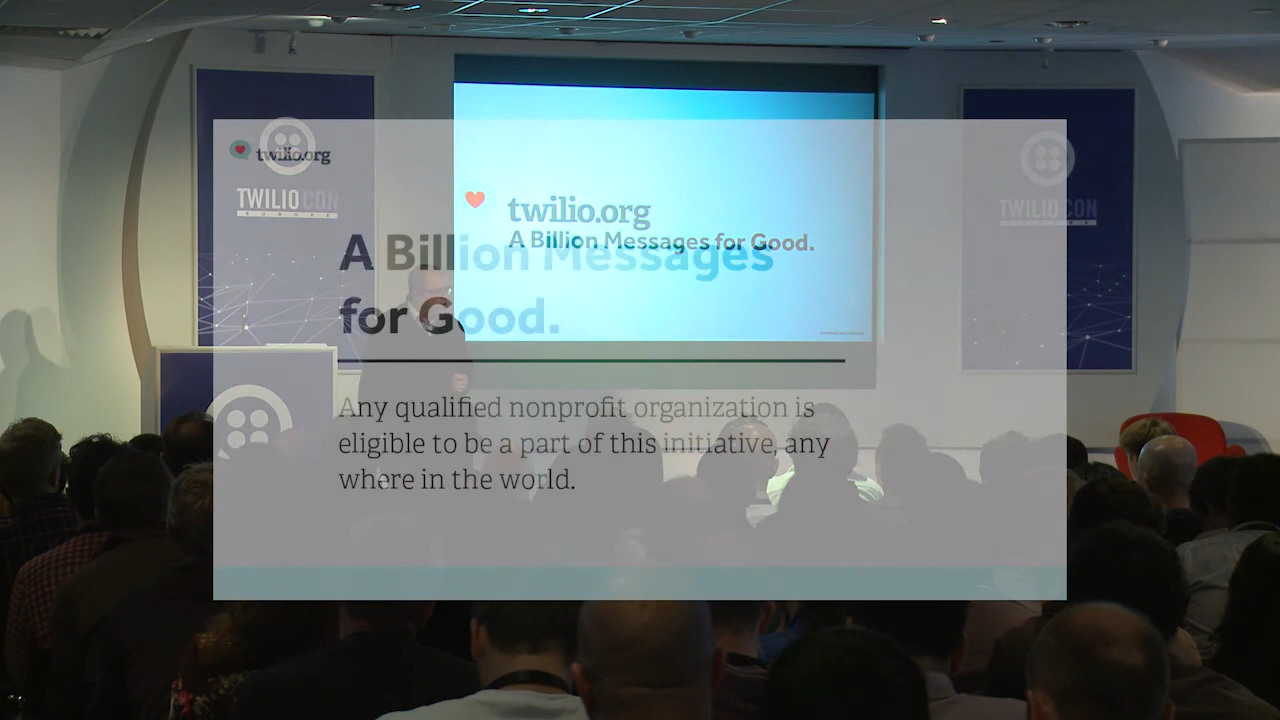 twilio.org
TWILIO CON
EUROPE
twilio.org
A Billion Messages for Good.
TWILIO CON
A Billion Messages
for Good.
Any qualified nonprofit organization is
eligible to be a part of this initiative, any
where in the world.